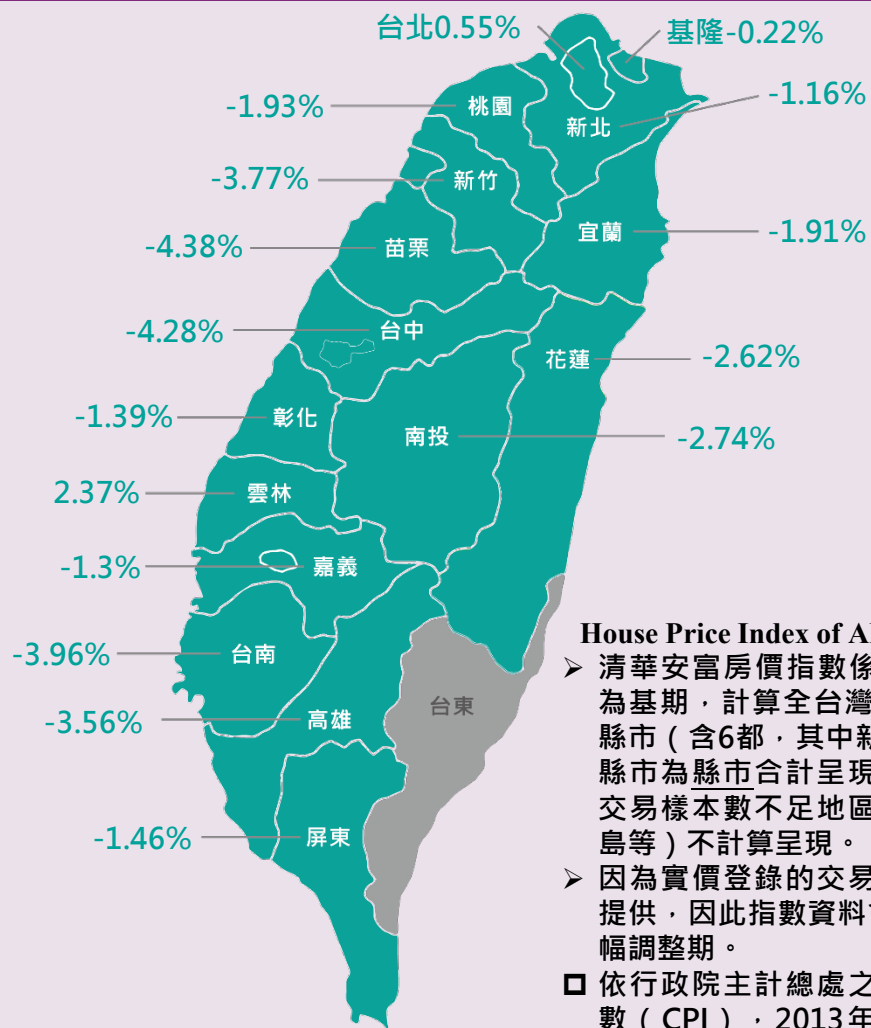 台北0.55%
基隆-0.22%
-1.93%
桃園
-1.16%
新北
-3.77%
新竹
-4.38%
苗栗
宜蘭
-1.91%
-4.28%
台中
花蓮
-2.62%
-1.39%
彰化
南投
-2.74%
2.37%
雲林
-1.3%
嘉義
-3.96%
台南
-3.56%
高雄
台東
-1.46%
屏東
House Price Index of Al
➢ 清華安富房價指數係
為基期，計算全台灣
縣市（含6都，其中新
縣市為縣市合計呈現
交易樣本數不足地區
島等）不計算呈現。
➢ 因為實價登錄的交易
提供，因此指數資料
幅調整期。
□ 依行政院主計總處之
數（CPI），2013年